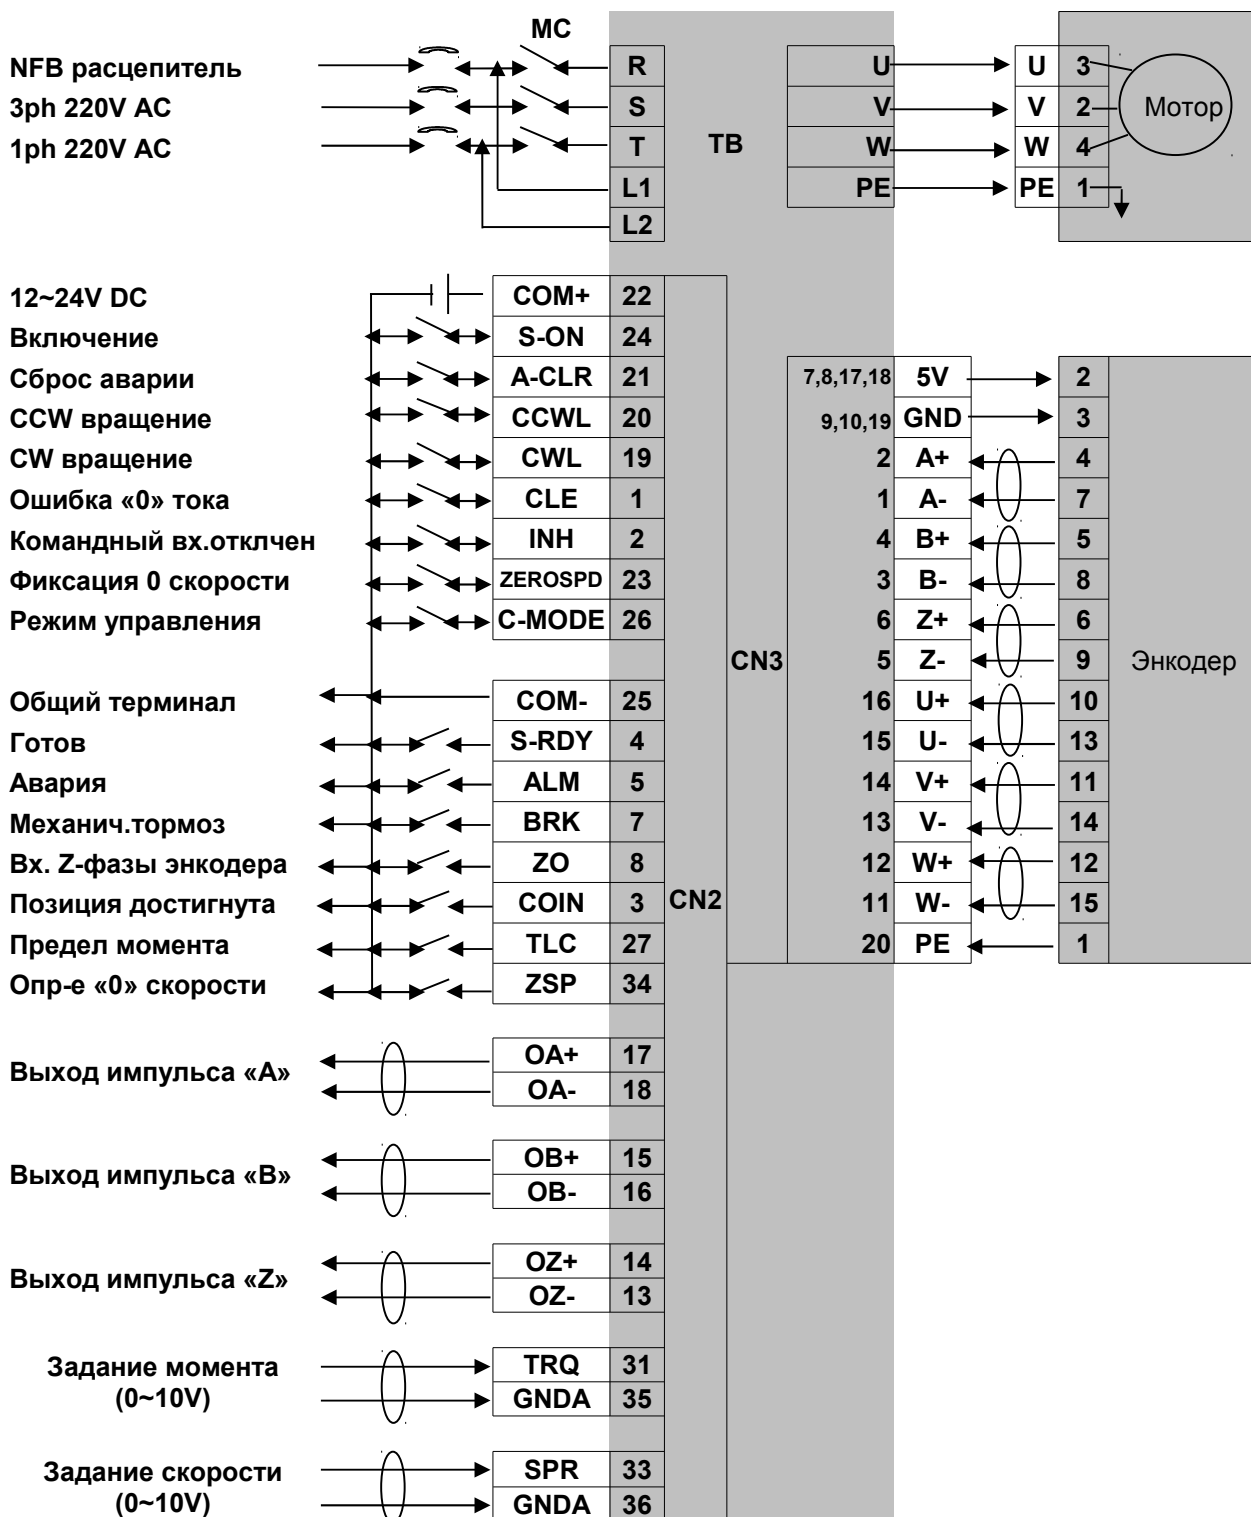 MC
NFB расцепитель
3ph 220V AC
1ph 220V AC
R
S
T
L1
L2
TB
U
V
W
PE
U
V
W
PE
3
2
4
1
Мотор
12~24V DC COM+ 22
Включение S-ON 24
Сброс аварии A-CLR 21
CCW вращение CCWL 20
CW вращение CWL 19
Ошибка «0» тока CLE 1
Командный вх.отклчен INH 2
Фиксация 0 скорости ZEROSPD 23
Режим управления C-MODE 26
Общий терминал COM- 25
Готов S-RDY 4
Авария ALM 5
Механич.тормоз BRK 7
Вх. Z-фазы энкодера ZO 8
Позиция достигнута COIN 3
Предел момента TLC 27
Опр-е «0» скорости ZSP 34
CN2
CN3
7,8,17,18 5V 2
9,10,19 GND 3
2 A+ 4
1 A- 7
4 B+ 5
3 B- 8
6 Z+ 6
5 Z- 9
16 U+ 10
15 U- 13
14 V+ 11
13 V- 14
12 W+ 12
11 W- 15
20 PE 1
Энкодер
Выход импульса «A»
OA+ 17
OA- 18
Выход импульса «B»
OB+ 15
OB- 16
Выход импульса «Z»
OZ+ 14
OZ- 13
Задание момента
(0~10V)
TRQ 31
GNDA 35
Задание скорости
(0~10V)
SPR 33
GNDA 36